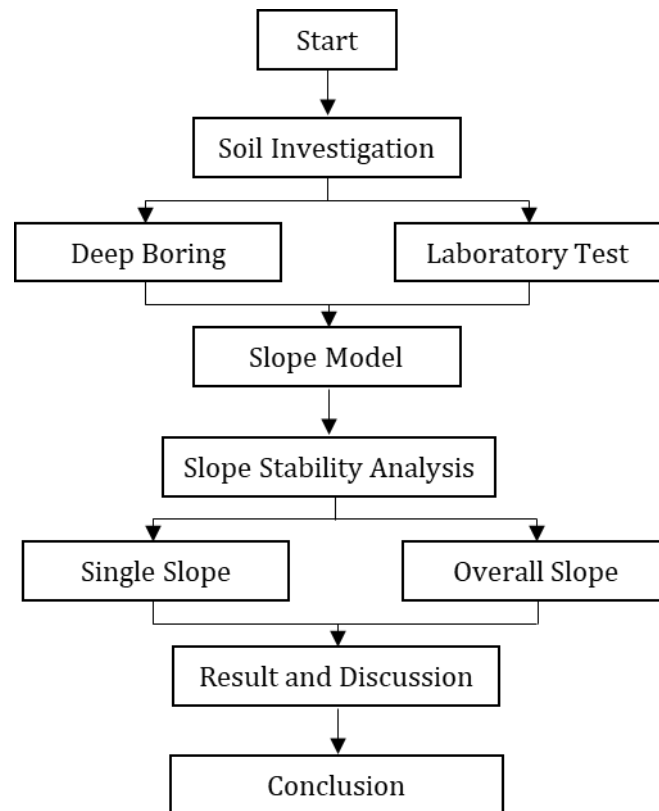 Start
Soil Investigation
Deep Boring
Laboratory Test
Slope Model
Slope Stability Analysis
Single Slope
Overall Slope
Result and Discussion
Conclusion